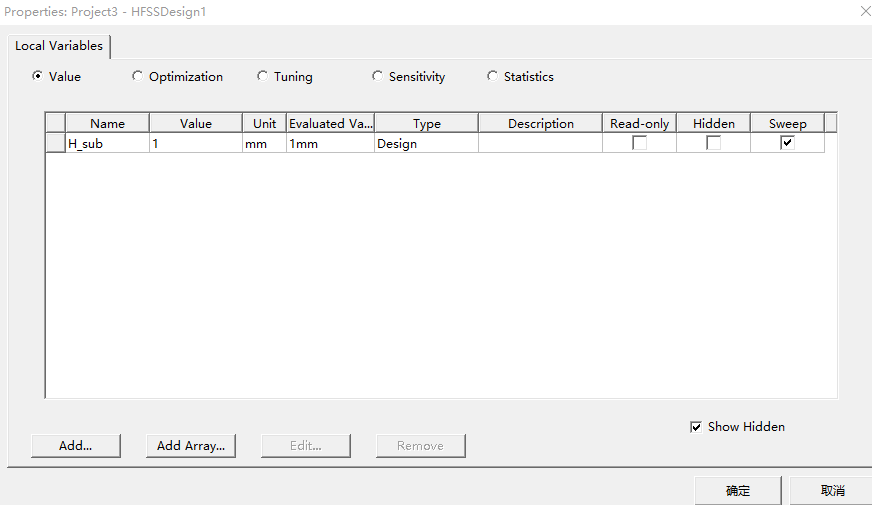 Properties: Project3 - HFSSDesign1
Local Variables
Value Optimization Tuning Sensitivity Statistics
Name Value Unit Evaluated Va... Type Description Read-only Hidden Sweep
H_sub 1 mm 1mm Design
Show Hidden
Add... Add Array... Edit... Remove
确定 取消